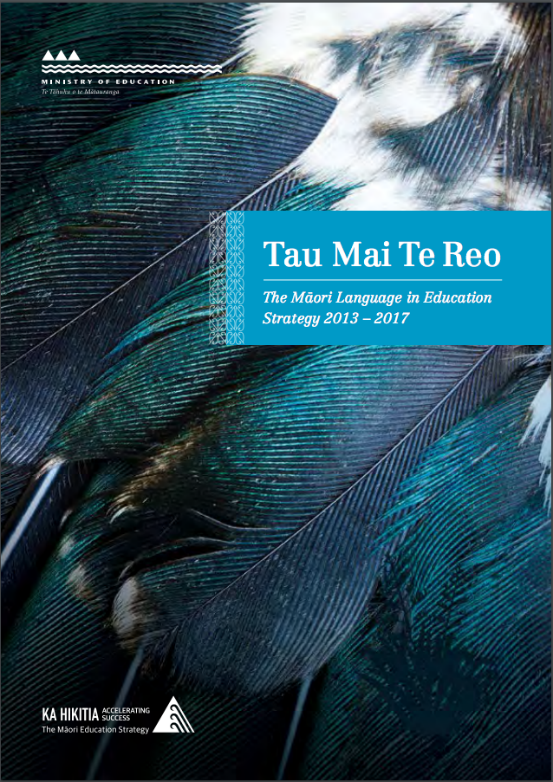 MINISTRY OF EDUCATION
Te Tāhuhu o te Mātauranga
Tau Mai Te Reo
The Māori Language in Education
Strategy 2013 – 2017
KA HIKITIA ACCELERATING SUCCESS
The Māori Education Strategy